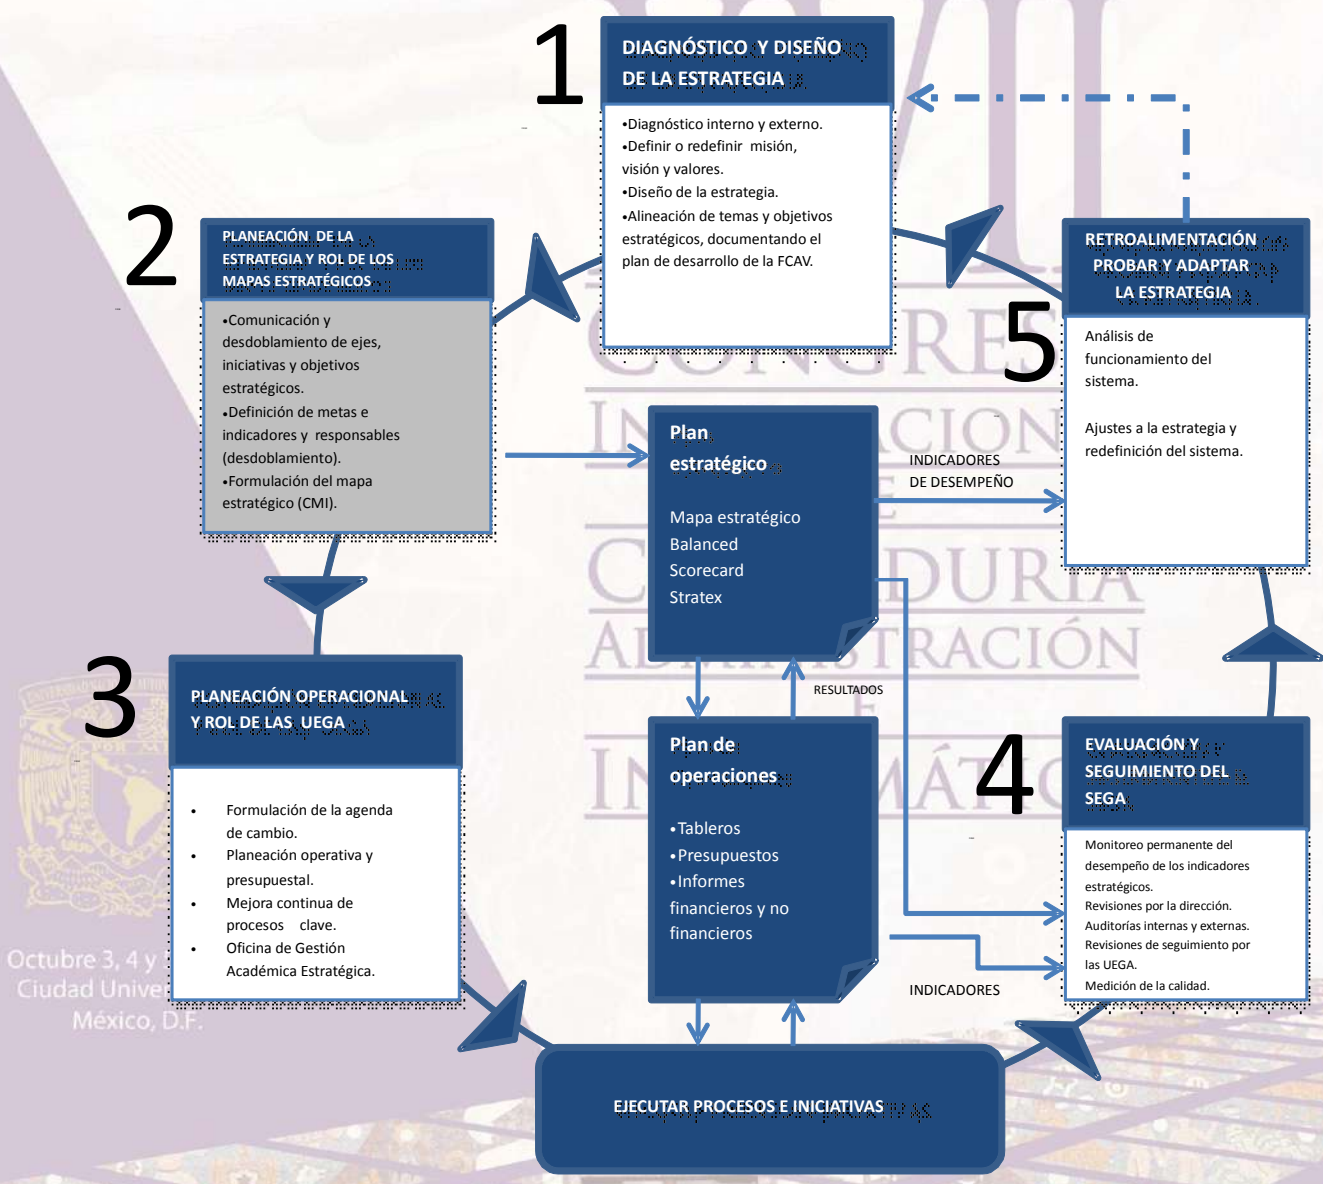 1
DIAGNÓSTICO Y DISEÑO
DE LA ESTRATEGIA
•Diagnóstico interno y externo.
•Definir o redefinir misión,
visión y valores.
•Diseño de la estrategia.
•Alineación de temas y objetivos
estratégicos, documentando el
plan de desarrollo de la FCAV.
2
PLANEACIÓN DE LA
ESTRATEGIA Y ROL DE LOS
MAPAS ESTRATÉGICOS
•Comunicación y
desdoblamiento de ejes,
iniciativas y objetivos
estratégicos.
•Definición de metas e
indicadores y responsables
(desdoblamiento).
•Formulación del mapa
estratégico (CMI).
3
PLANEACIÓN OPERACIONAL
Y ROL DE LAS UEGA
• Formulación de la agenda
de cambio.
• Planeación operativa y
presupuestal.
• Mejora continua de
procesos clave.
• Oficina de Gestión
Académica Estratégica.
Plan
estratégico
Mapa estratégico
Balanced
Scorecard
Stratex
INDICADORES
DE DESEMPEÑO
RESULTADOS
Plan de
operaciones
•Tableros
•Presupuestos
•Informes
financieros y no
financieros
INDICADORES
EJECUTAR PROCESOS E INICIATIVAS
4
EVALUACIÓN Y
SEGUIMIENTO DEL
SEGA
Monitoreo permanente del
desempeño de los indicadores
estratégicos.
Revisiones por la dirección.
Auditorías internas y externas.
Revisiones de seguimiento por
las UEGA.
Medición de la calidad.
5
RETROALIMENTACIÓN
PROBAR Y ADAPTAR
LA ESTRATEGIA
Análisis de
funcionamiento del
sistema.
Ajustes a la estrategia y
redefinición del sistema.
Octubre 3, 4 y
Ciudad Unive
México, D.F.